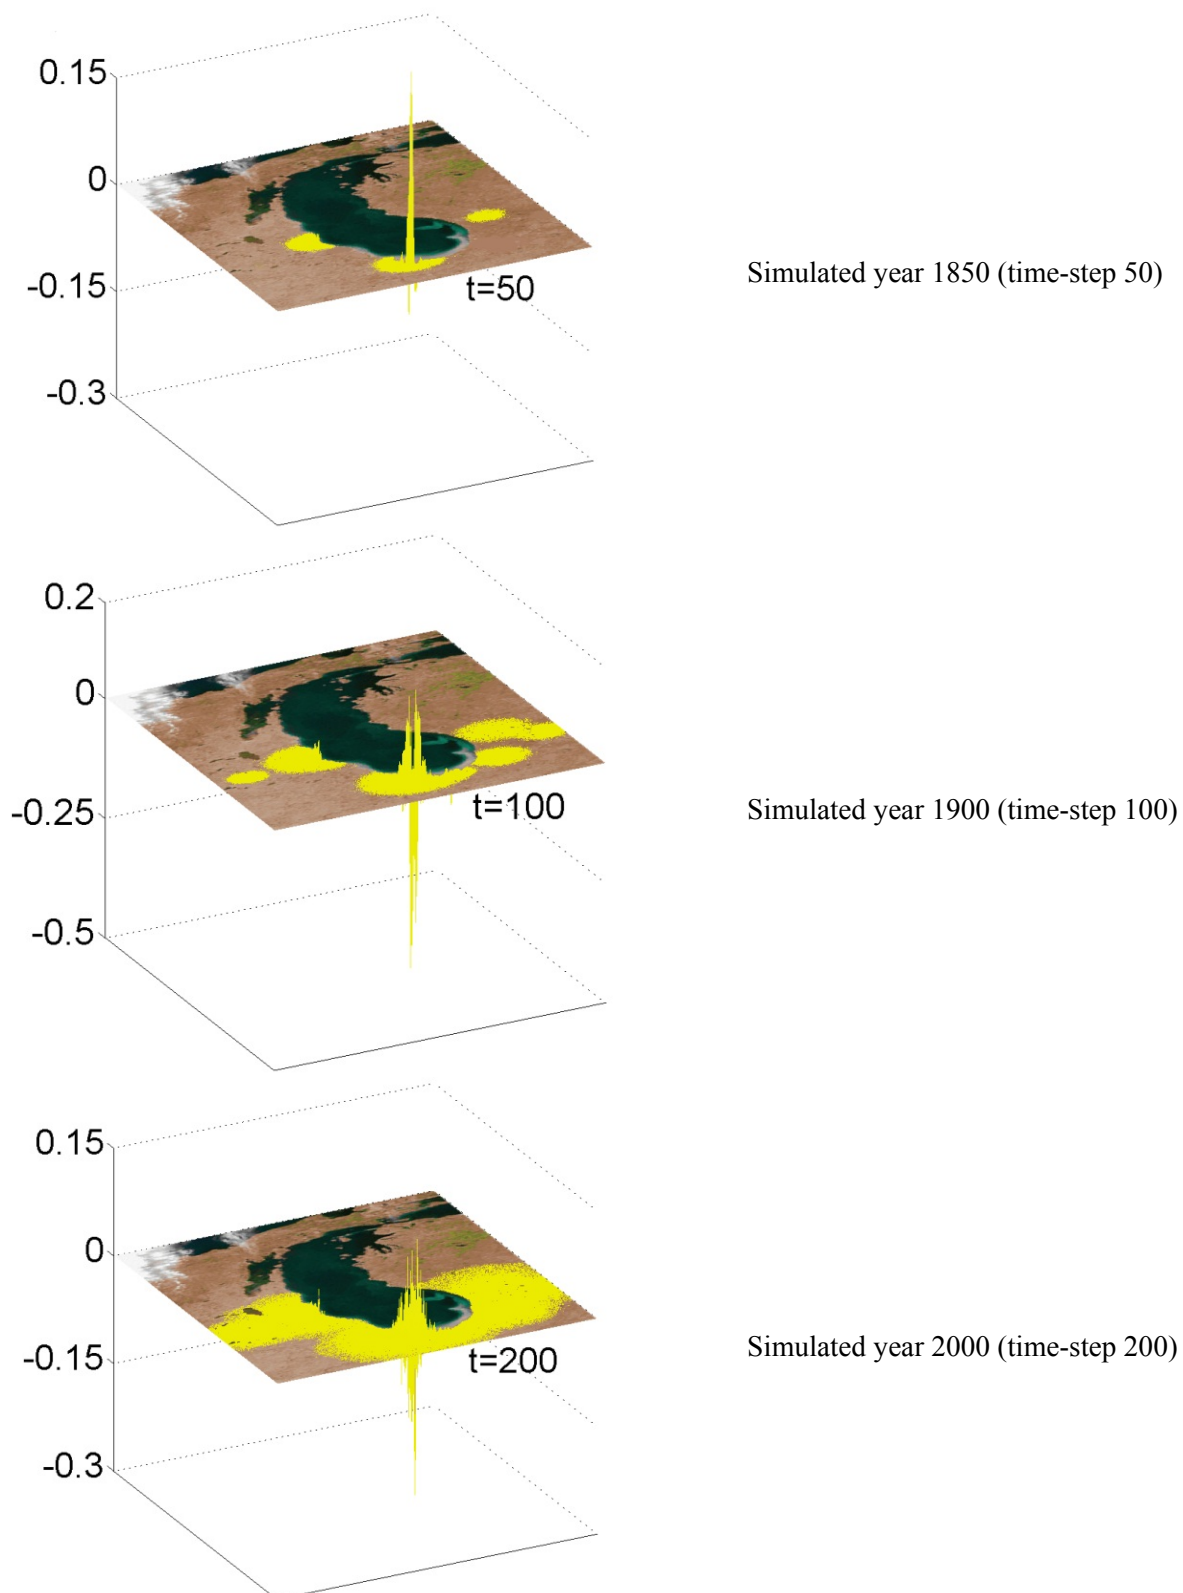 0.15
0
-0.15
-0.3
t=50
Simulated year 1850 (time-step 50)
0.2
0
-0.25
-0.5
t=100
Simulated year 1900 (time-step 100)
0.15
0
-0.15
-0.3
t=200
Simulated year 2000 (time-step 200)